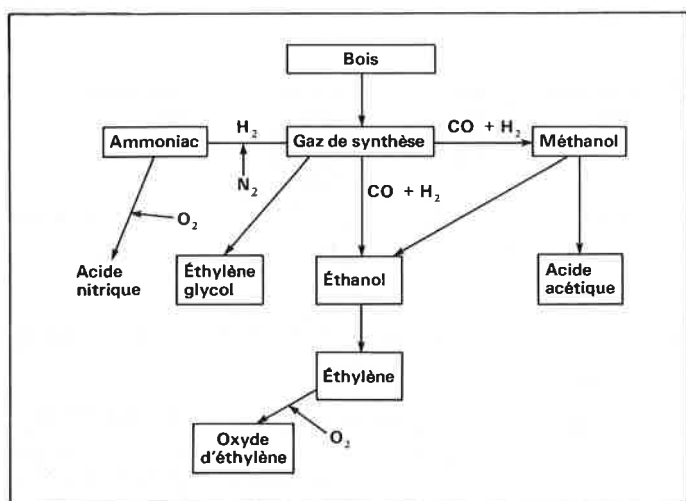 Bois
H₂
CO + H₂
Ammoniac
Gaz de synthèse
Méthanol
N₂
CO + H₂
O₂
Acide
nitrique
Éthylène
glycol
Éthanol
Acide
acétique
Éthylène
Oxyde
d'éthylène
O₂